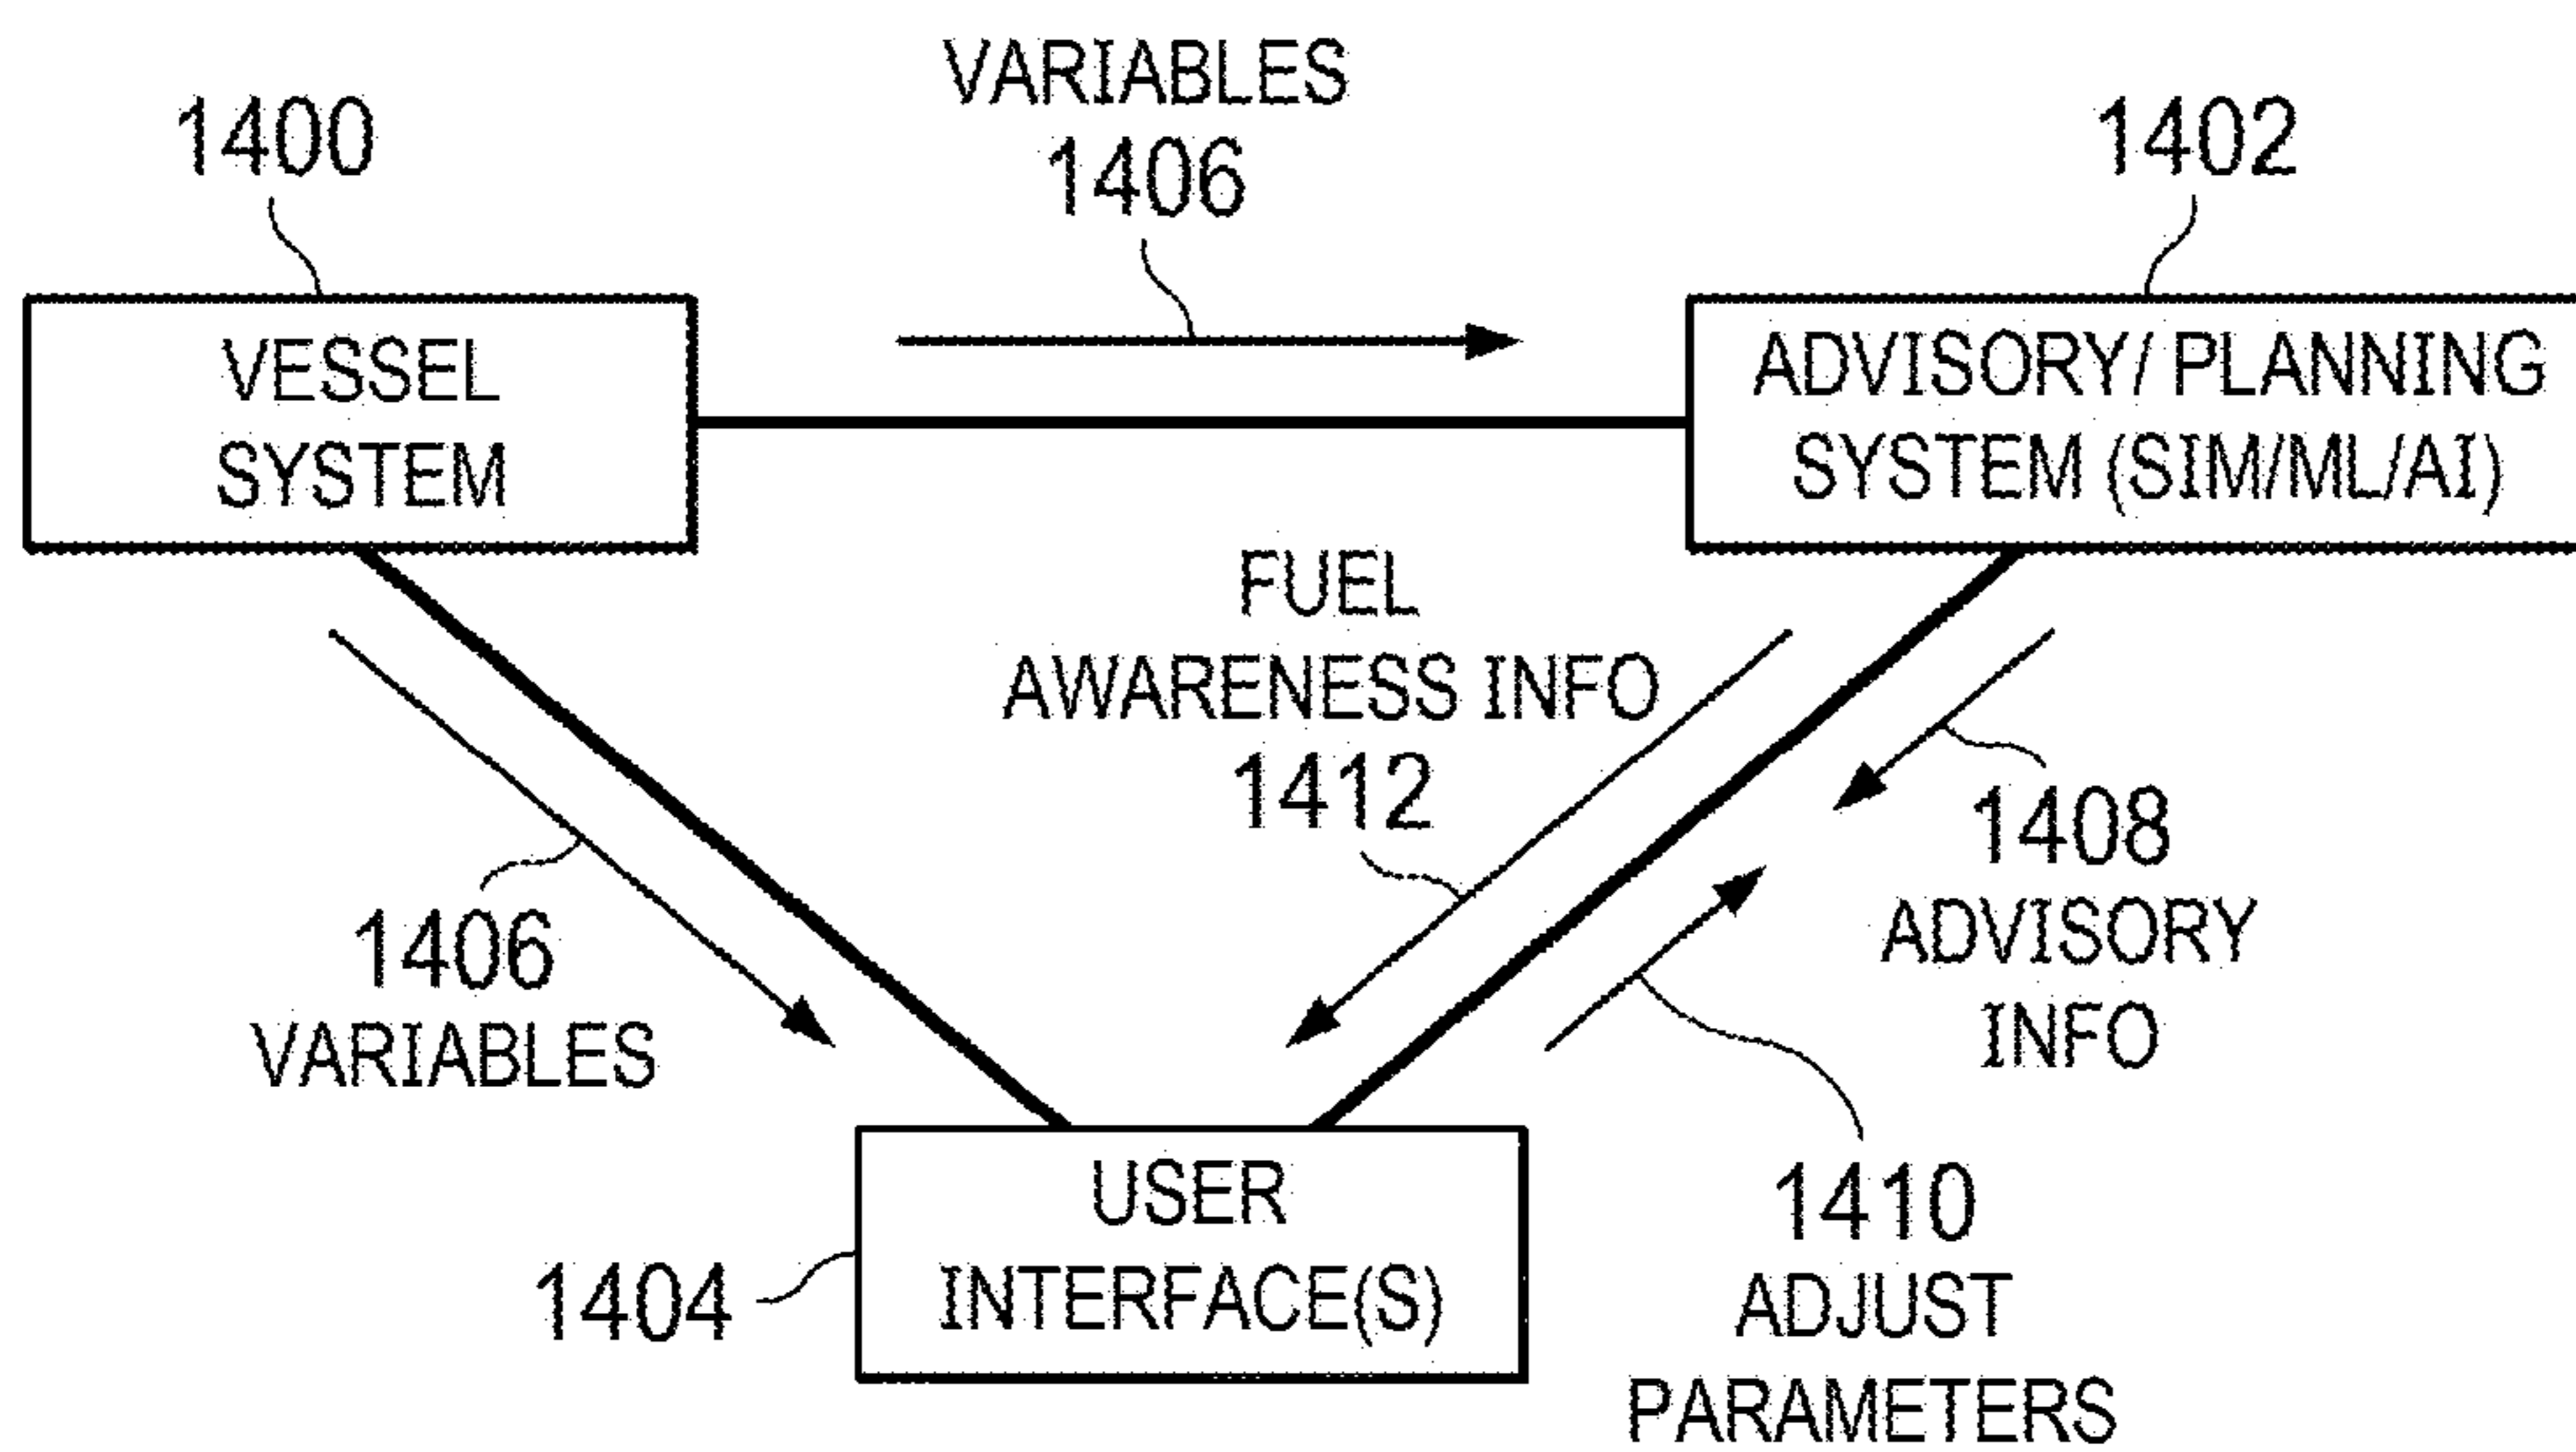 VARIABLES
1406
1400
1402
VESSEL
SYSTEM
ADVISORY/ PLANNING
SYSTEM (SIM/ML/AI)
FUEL
AWARENESS INFO
1412
1408
ADVISORY
INFO
1406
VARIABLES
USER
INTERFACE(S)
1404
1410
ADJUST
PARAMETERS